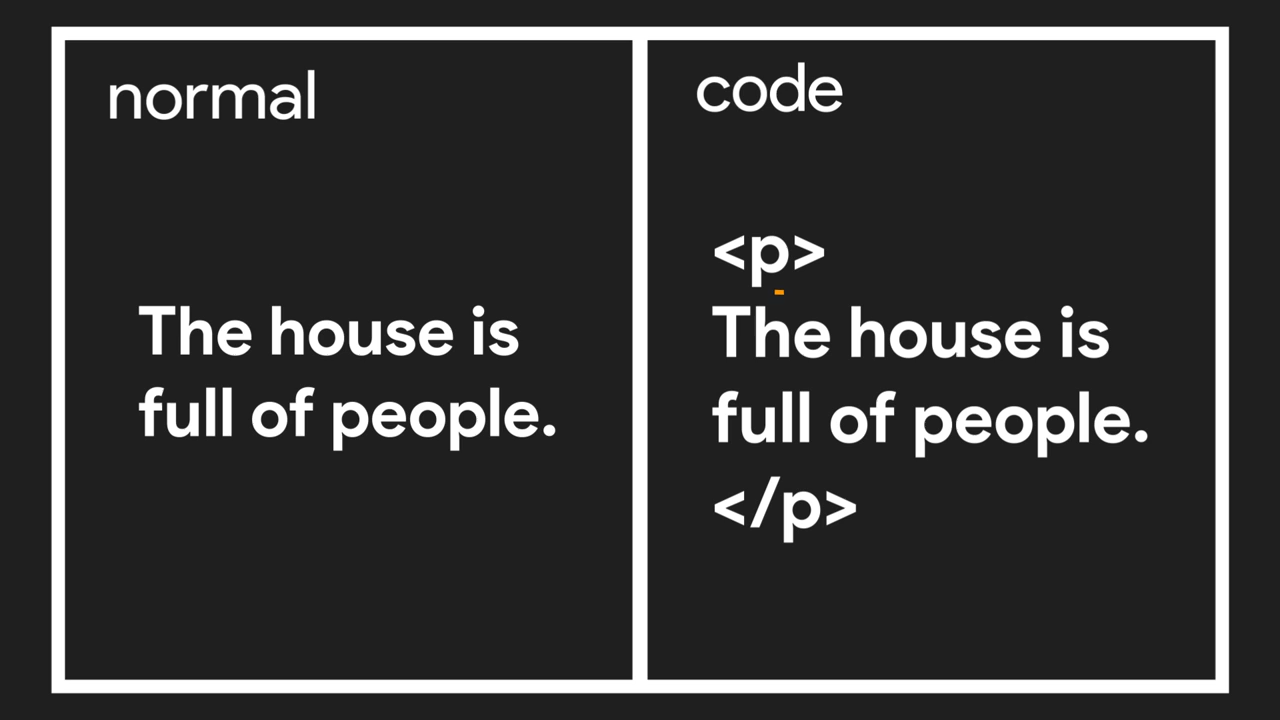 normal
The house is
full of people.
code
<p>
The house is
full of people.
</p>